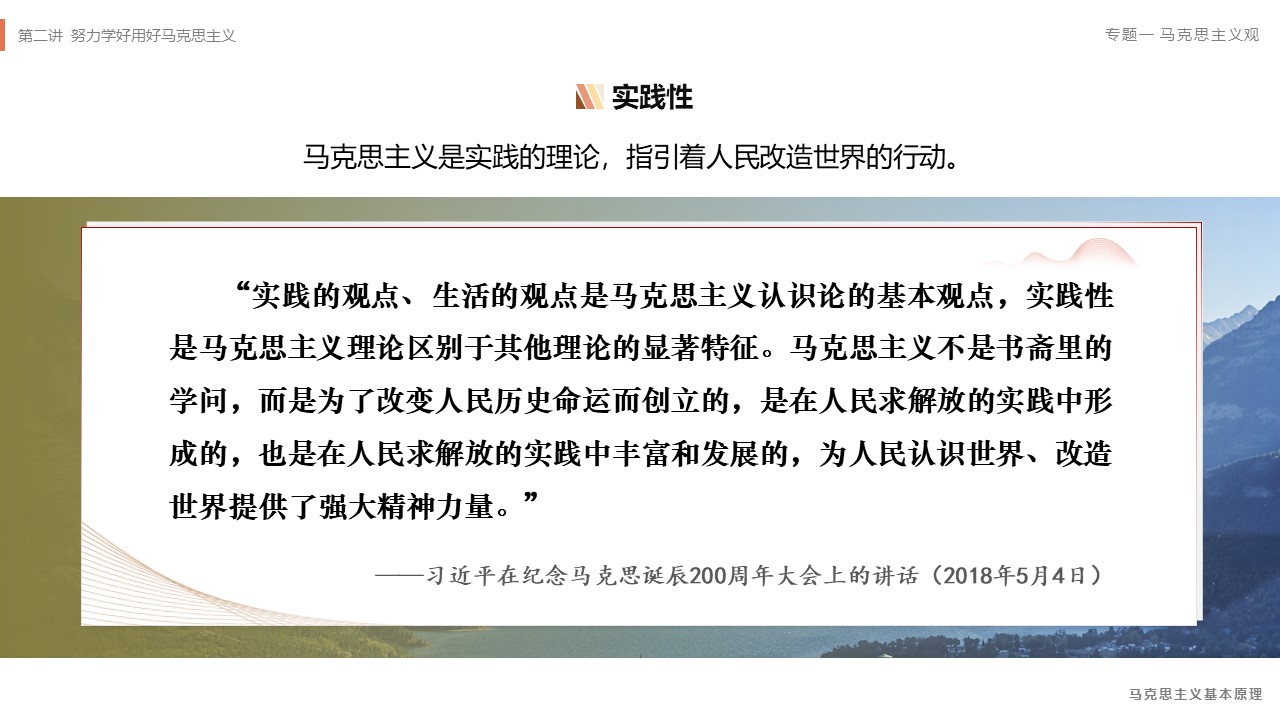 第二讲 努力学好用好马克思主义
专题一 马克思主义观
实践性
马克思主义是实践的理论，指引着人民改造世界的行动。
“实践的观点、生活的观点是马克思主义认识论的基本观点，实践性
是马克思主义理论区别于其他理论的显著特征。马克思主义不是书斋里的
学问，而是为了改变人民历史命运而创立的，是在人民求解放的实践中形
成的，也是在人民求解放的实践中丰富和发展的，为人民认识世界、改造
世界提供了强大精神力量。”
——习近平在纪念马克思诞辰200周年大会上的讲话（2018年5月4日）
马克思主义基本原理